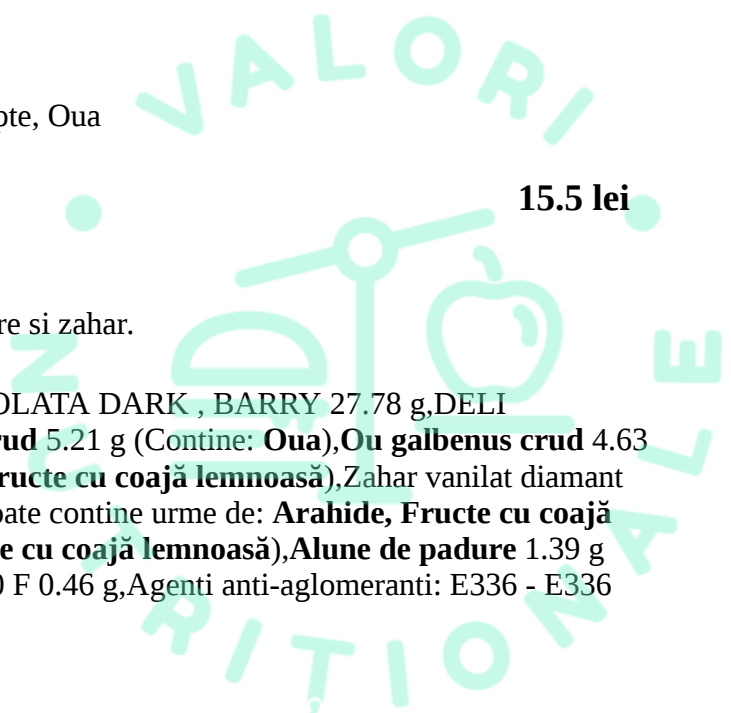 VALORI
pte, Oua
15.5 lei
re si zahar.
OLATA DARK , BARRY 27.78 g,DELI
rud 5.21 g (Contine: Oua),Ou galbenus crud 4.63
ructe cu coajă lemnoasă),Zahar vanilat diamant
oate contine urme de: Arahide, Fructe cu coajă
e cu coajă lemnoasă),Alune de padure 1.39 g
0 F 0.46 g,Agenti anti-aglomeranti: E336 - E336
NUTRITIONALE